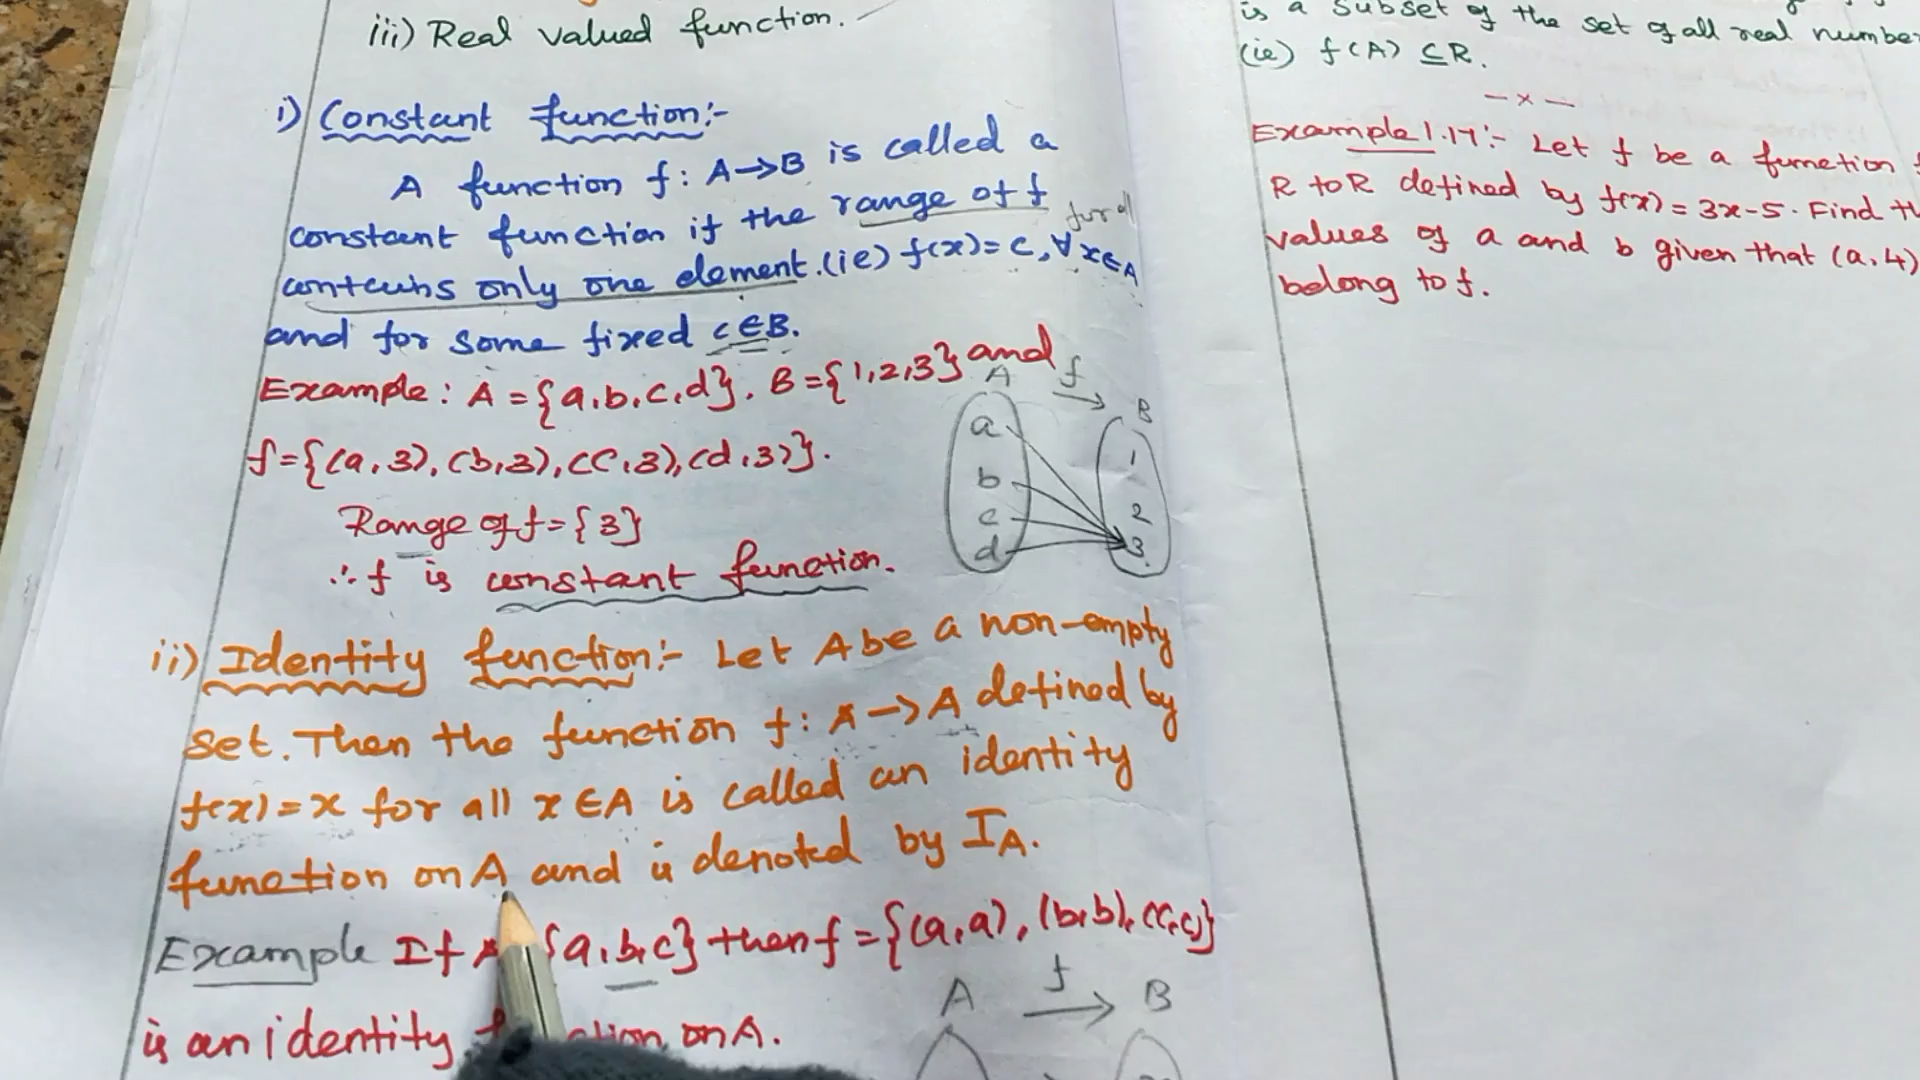 iii) Real valued function.
i) Constant function:-
A function f: A→B is called a
constant function if the range of f
for all
contains only one element. (ie) f(x) = c, ∀ x∈A
and for some fixed c∈B.
Example: A = {a,b,c,d}. B = {1,2,3} and
f = {(a,3), (b,3), (c,3), (d,3)}.
Range of f = {3}
∴ f is constant function.
A f B
a
b
c
d
1
2
3
ii) Identity function:- Let A be a non-empty
set. Then the function f: A→A defined by
f(x) = x for all x∈A is called an identity
function on A and is denoted by I_A.
Example If {a,b,c} then f = {(a,a), (b,b), (c,c)}
is an identity on A.
A f B
is a subset of the set of all real
(ie) f(A) ⊆ R.
—x—
Example 1.17:- Let f be a function
R to R defined by f(x) = 3x-5. Find
values of a and b given that (a,4)
belong to f.